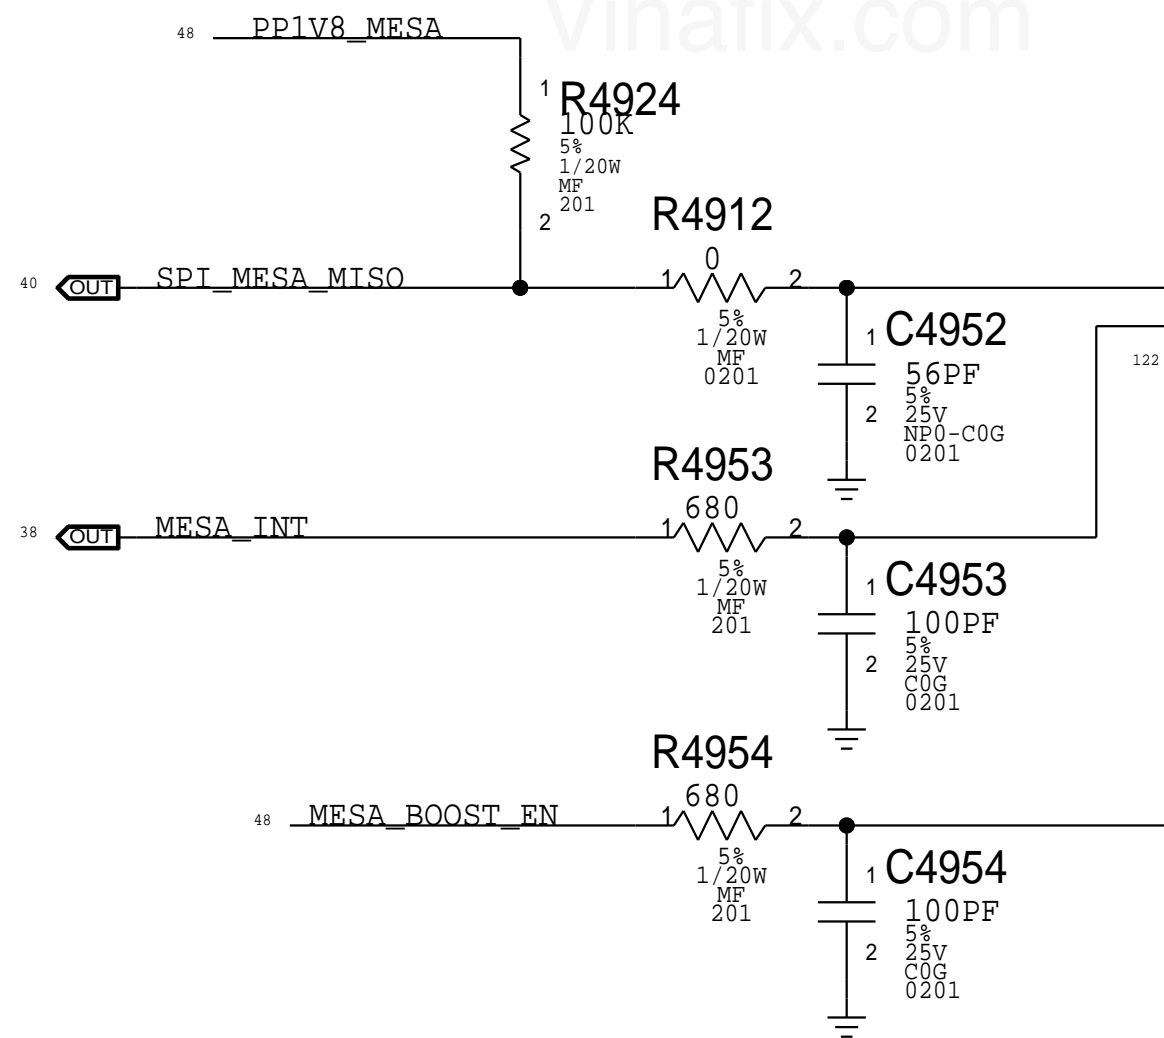 Vinafix.com
48 PP1V8_MESA
1 R4924
100K
5%
1/20W
MF
201
2
R4912
0
40 OUT SPI_MESA_MISO 1 2
5%
1/20W
MF
0201
1 C4952
56PF
5%
2 25V
NP0-C0G
0201
122
R4953
680
38 OUT MESA_INT 1 2
5%
1/20W
MF
201
1 C4953
100PF
5%
2 25V
C0G
0201
R4954
680
48 MESA_BOOST_EN 1 2
5%
1/20W
MF
201
1 C4954
100PF
5%
2 25V
C0G
0201